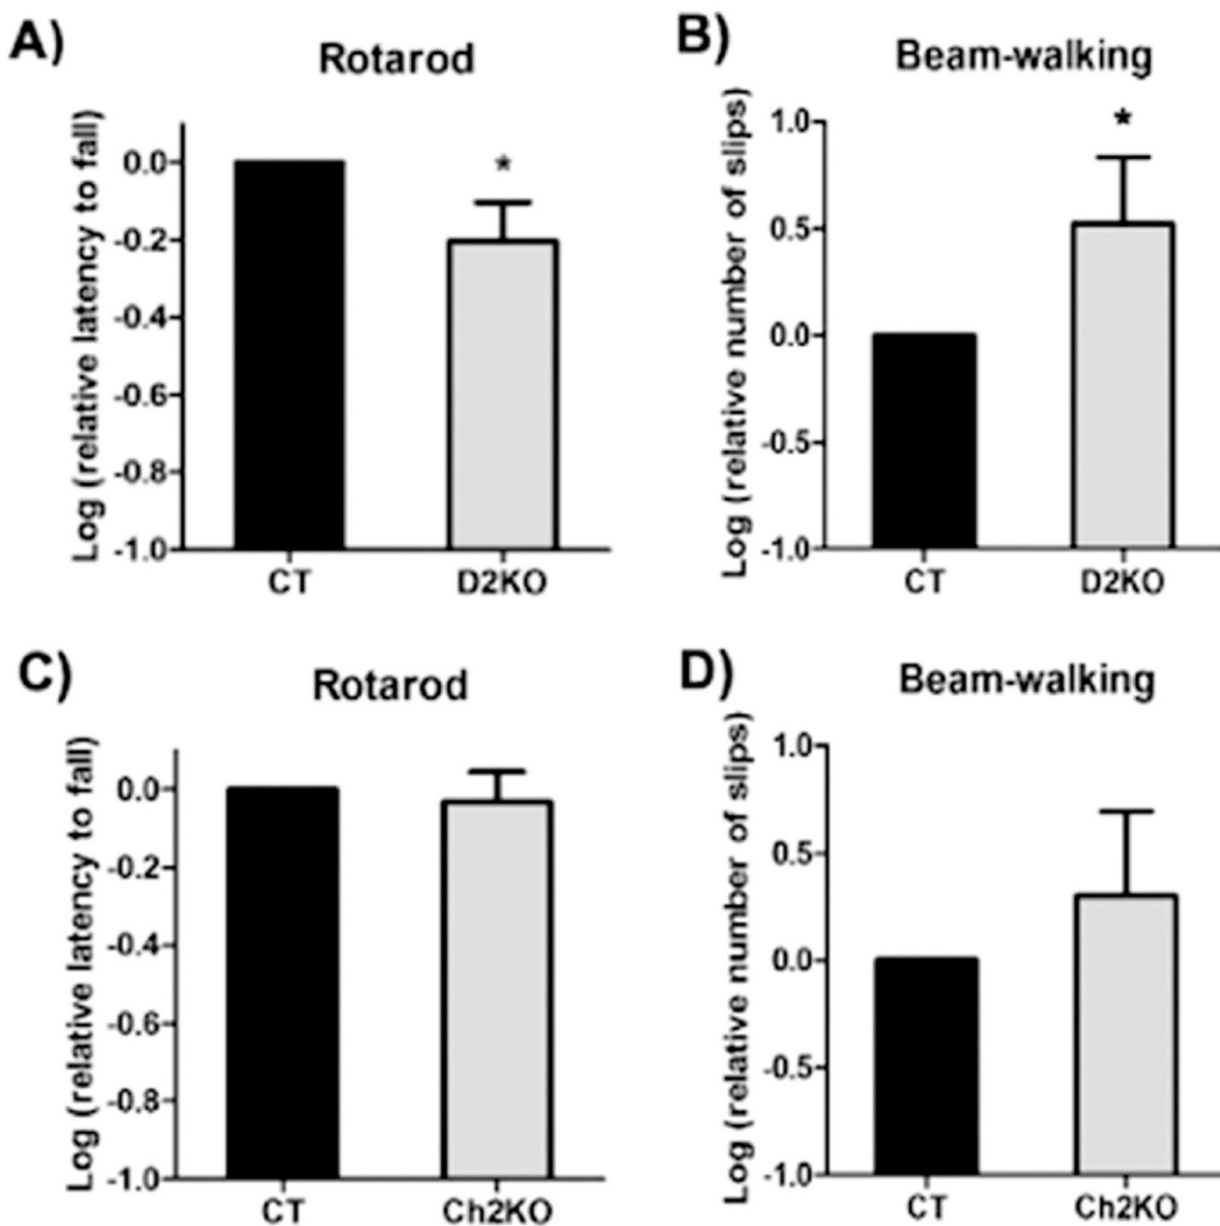 A)
Rotarod
Log (relative latency to fall)
0.0
-0.2
-0.4
-0.6
-0.8
-1.0
CT
D2KO
*
B)
Beam-walking
Log (relative number of slips)
1.0
0.5
0.0
-0.5
-1.0
CT
D2KO
*
C)
Rotarod
Log (relative latency to fall)
0.0
-0.2
-0.4
-0.6
-0.8
-1.0
CT
Ch2KO
D)
Beam-walking
Log (relative number of slips)
1.0
0.5
0.0
-0.5
-1.0
CT
Ch2KO